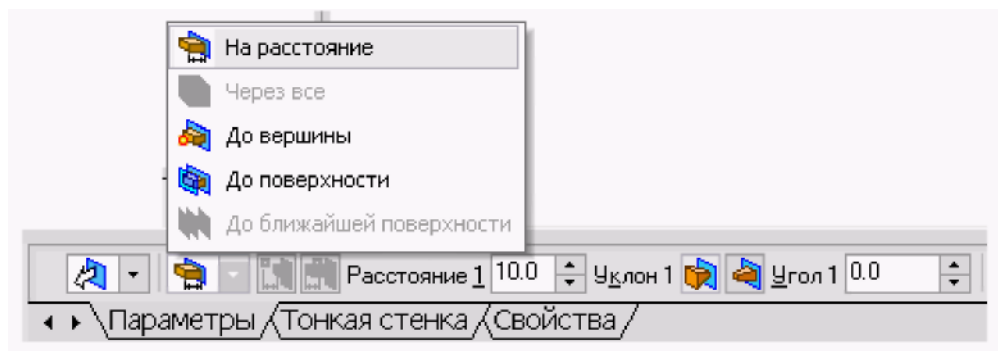 На расстояние
Через все
До вершины
До поверхности
До ближайшей поверхности
Расстояние 1 10.0 Уклон 1 Угол 1 0.0
Параметры Тонкая стенка Свойства